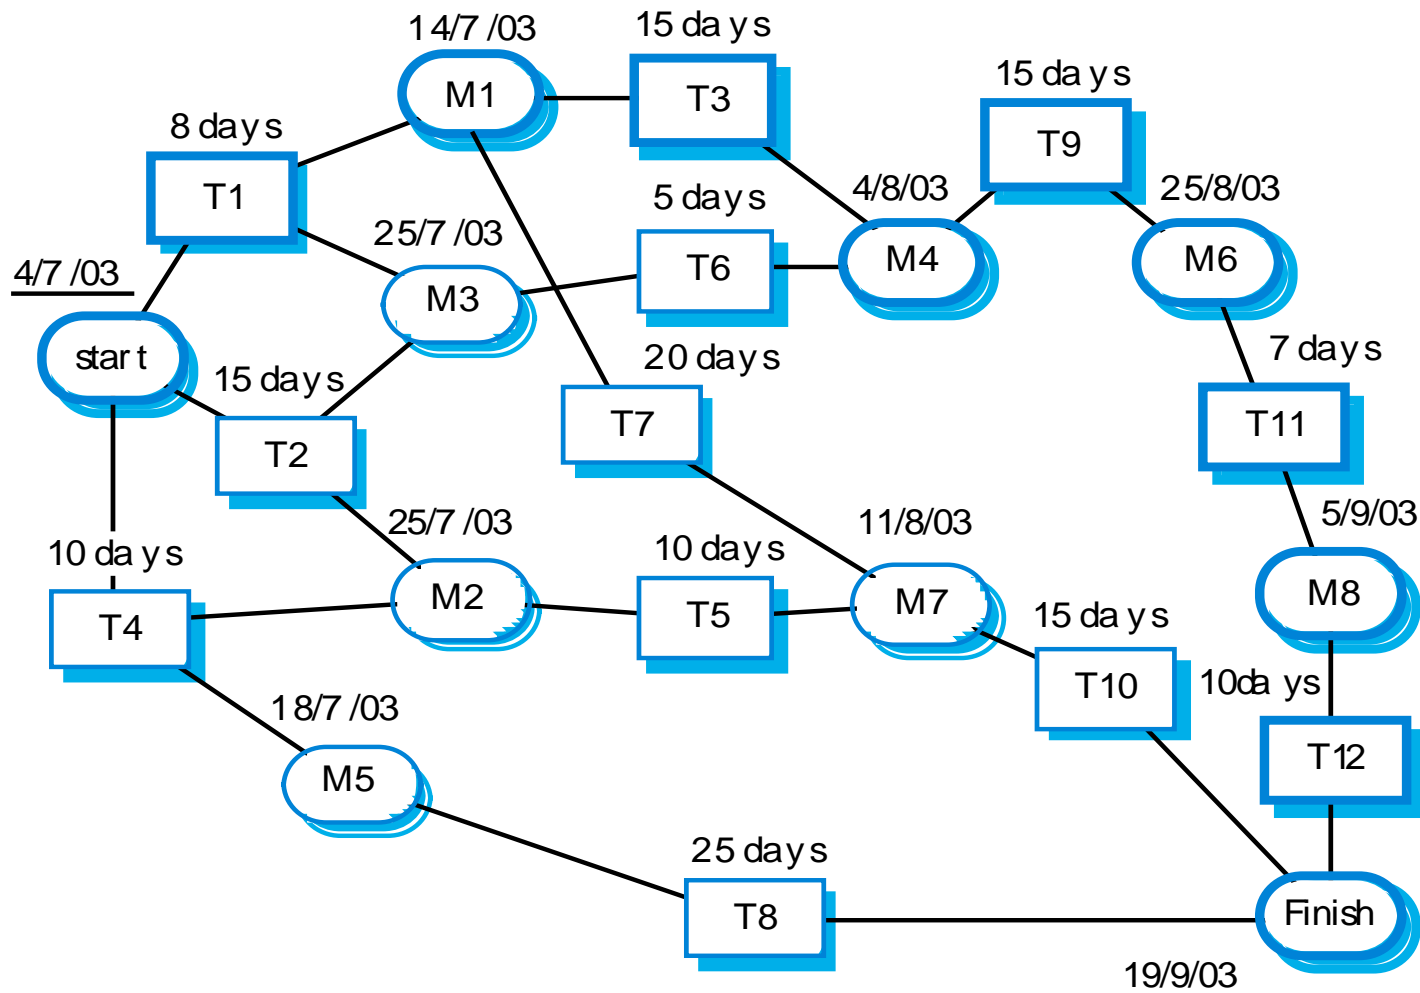 14/7/03
15 days
M1
T3
15 days
8 days
T9
T1
5 days
4/8/03
25/8/03
25/7/03
4/7/03
M3
T6
M4
M6
start
15 days
20 days
7 days
T2
T7
T11
25/7/03
11/8/03
5/9/03
10 days
10 days
M2
T5
M7
M8
T4
15 days
T10
10days
18/7/03
M5
T12
25 days
T8
Finish
19/9/03